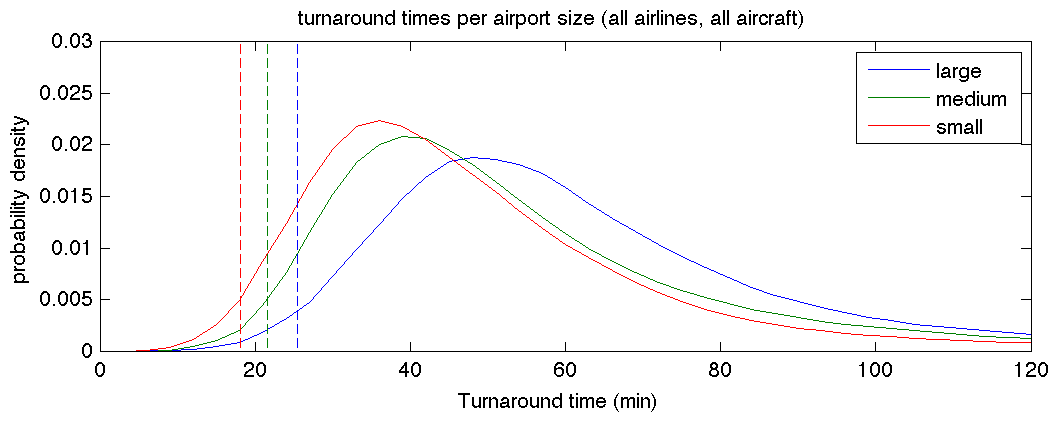 turnaround times per airport size (all airlines, all aircraft)
0.03
0.025
0.02
0.015
0.01
0.005
0
probability density
large
medium
small
0 20 40 60 80 100 120
Turnaround time (min)